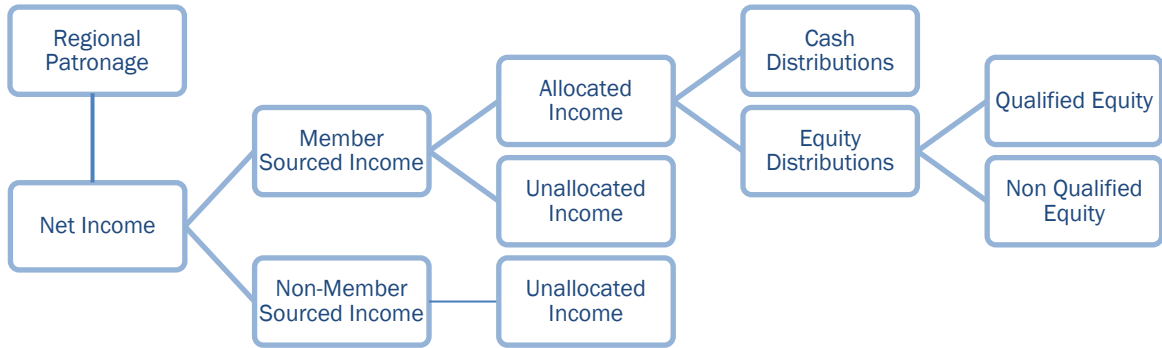 Regional
Patronage
Net Income
Member
Sourced Income
Non-Member
Sourced Income
Allocated
Income
Unallocated
Income
Unallocated
Income
Cash
Distributions
Equity
Distributions
Qualified Equity
Non Qualified
Equity